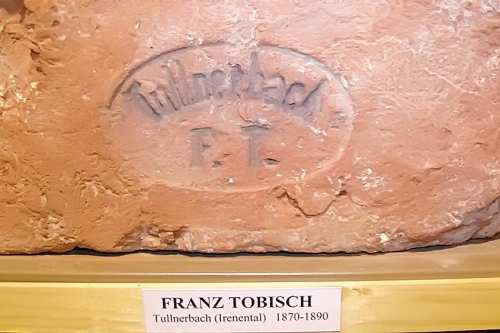 Tullnerbach
F. T.
FRANZ TOBISCH
Tullnerbach (Irenental) 1870-1890